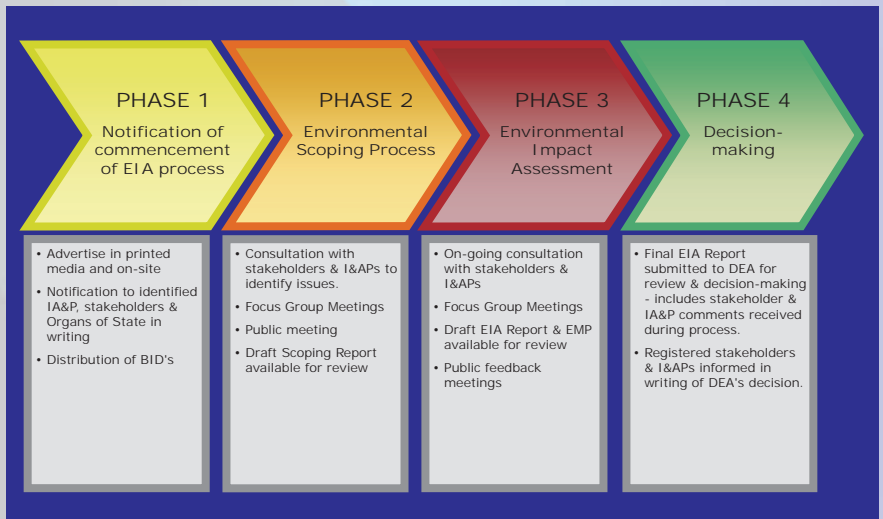 PHASE 1
Notification of
commencement
of EIA process
PHASE 2
Environmental
Scoping Process
PHASE 3
Environmental
Impact
Assessment
PHASE 4
Decision-
making
• Advertise in printed
media and on-site
• Notification to identified
IA&P, stakeholders &
Organs of State in
writing
• Distribution of BID's
• Consultation with
stakeholders & I&APs to
identify issues.
• Focus Group Meetings
• Public meeting
• Draft Scoping Report
available for review
• On-going consultation
with stakeholders &
I&APs
• Focus Group Meetings
• Draft EIA Report & EMP
available for review
• Public feedback
meetings
• Final EIA Report
submitted to DEA for
review & decision-making
- includes stakeholder &
IA&P comments received
during process.
• Registered stakeholders
& I&APs informed in
writing of DEA's decision.